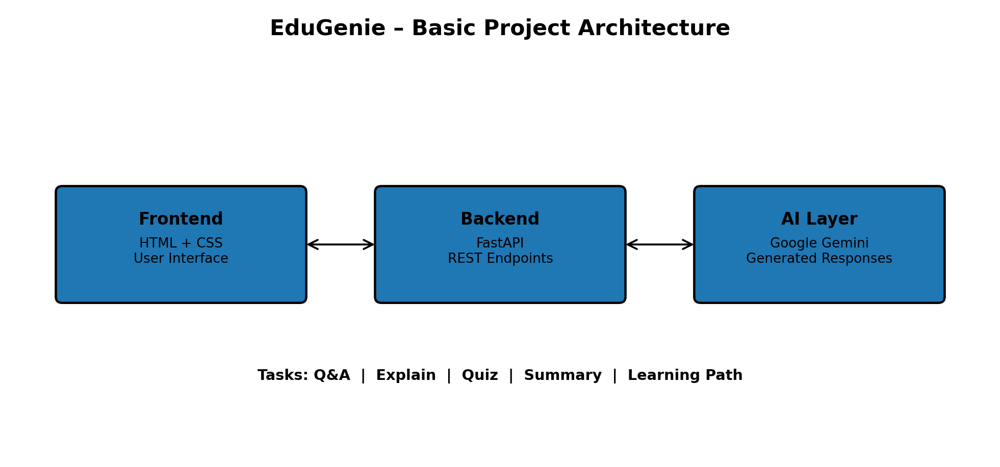 EduGenie – Basic Project Architecture
Frontend
HTML + CSS
User Interface
Backend
FastAPI
REST Endpoints
AI Layer
Google Gemini
Generated Responses
Tasks: Q&A | Explain | Quiz | Summary | Learning Path